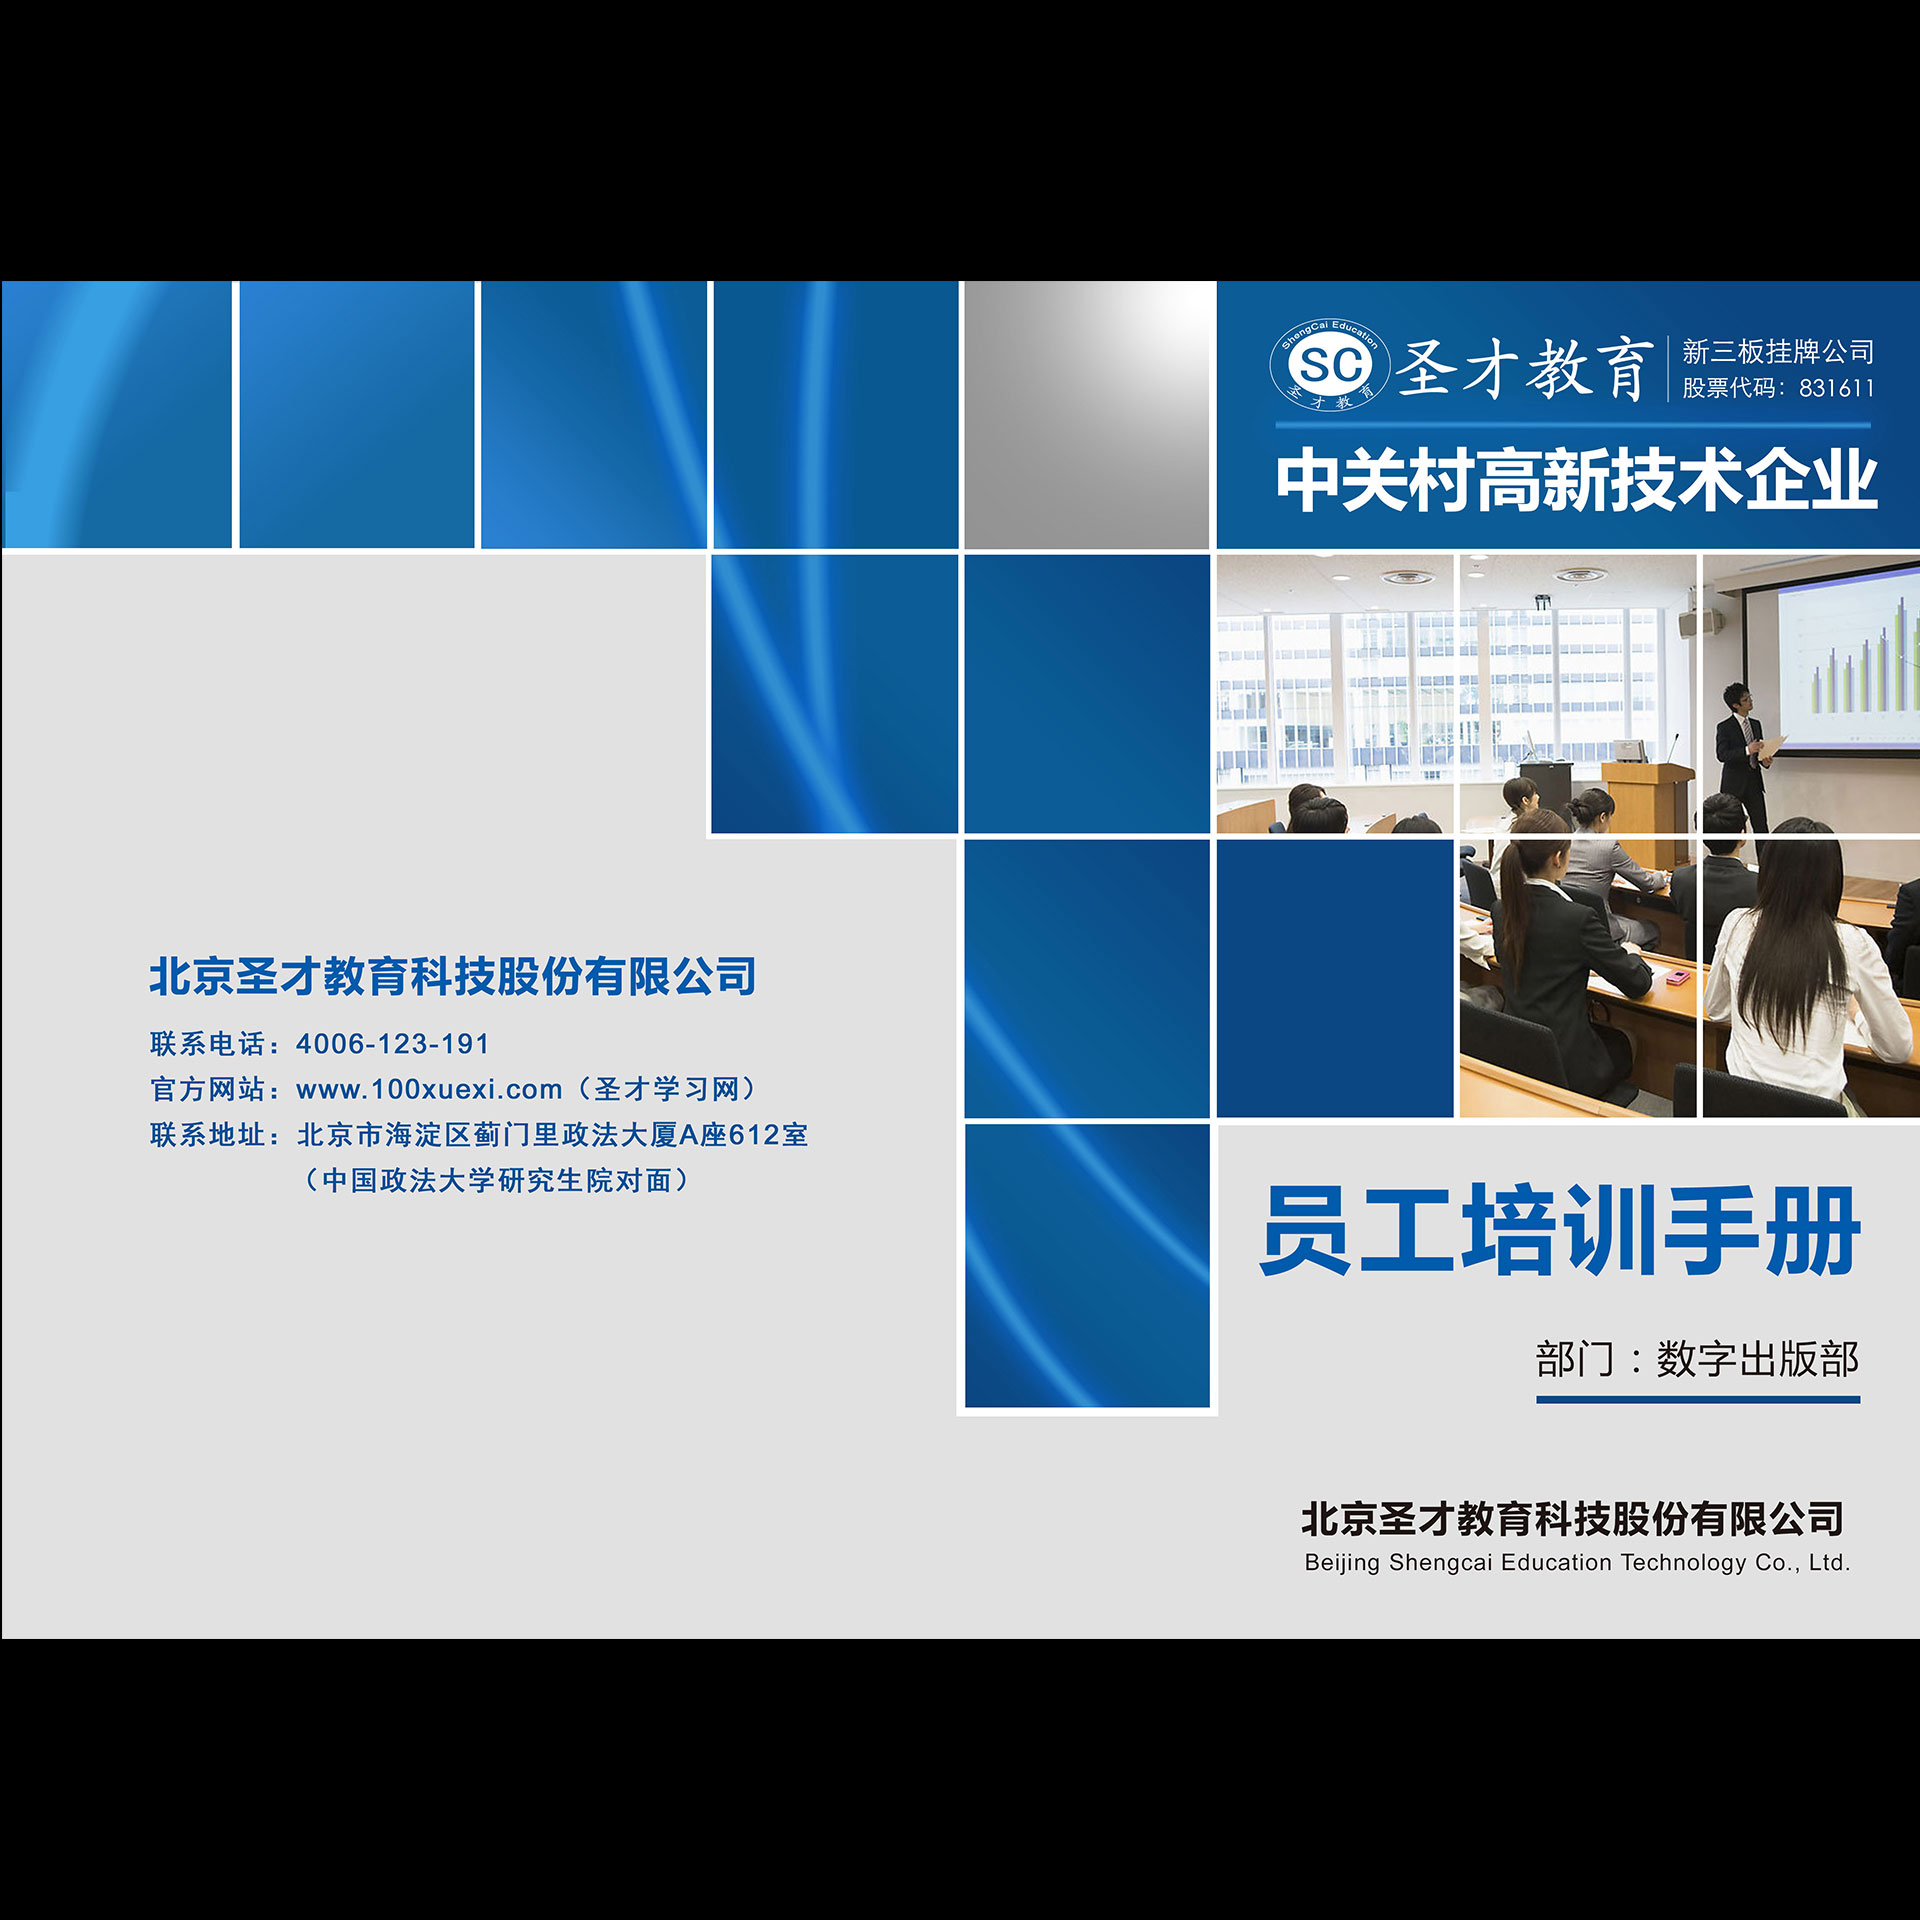 ShengCai Education
SC
圣才教育
圣才教育
新三板挂牌公司
股票代码：831611
中关村高新技术企业
北京圣才教育科技股份有限公司
联系电话：4006-123-191
官方网站：www.100xuexi.com（圣才学习网）
联系地址：北京市海淀区蓟门里政法大厦A座612室
（中国政法大学研究生院对面）
员工培训手册
部门：数字出版部
北京圣才教育科技股份有限公司
Beijing Shengcai Education Technology Co., Ltd.